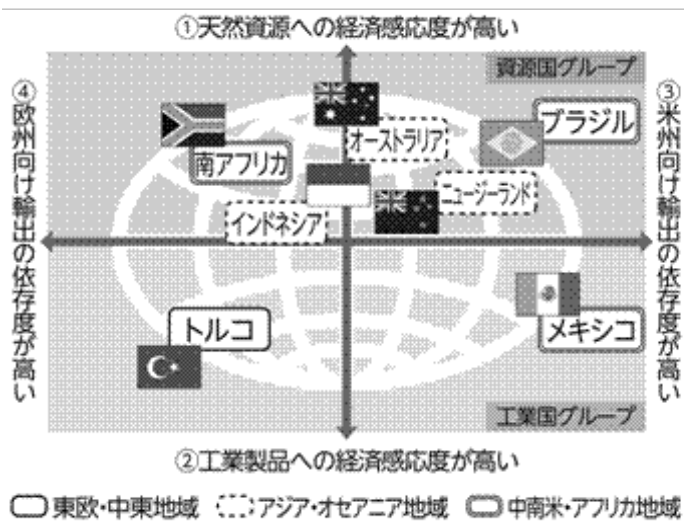 ①天然資源への経済感応度が高い
資源国グループ
④欧州向け輸出の依存度が高い
③米州向け輸出の依存度が高い
ブラジル
オーストラリア
南アフリカ
ニュージーランド
インドネシア
トルコ
メキシコ
工業国グループ
②工業製品への経済感応度が高い
東欧・中東地域 アジア・オセアニア地域 中南米・アフリカ地域